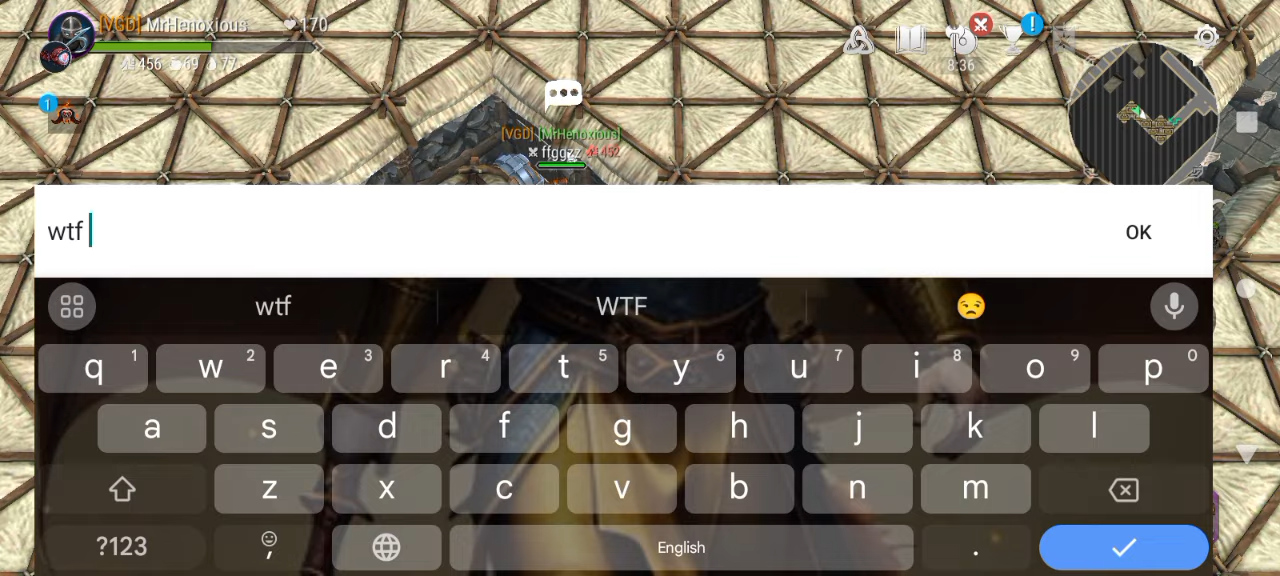 [VGD] MrHenoxious 170
456 69 77
8:36
1
[VGD] [MrHenoxious]
ffggzz 452
wtf OK
wtf WTF
q 1 w 2 e 3 r 4 t 5 y 6 u 7 i 8 o 9 p 0
a s d f g h j k l
z x c v b n m
?123 , English .